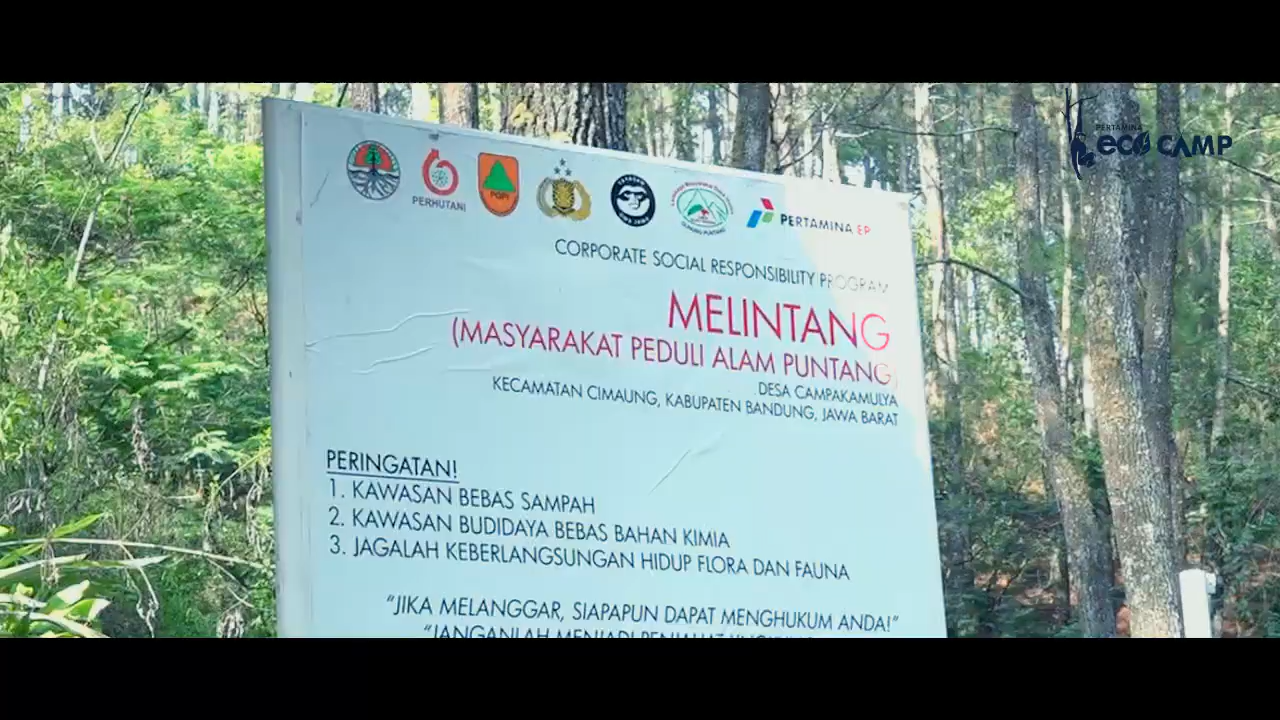 PERTAMINA
eco CAMP
PERHUTANI
PGPI
PERTAMINA EP
CORPORATE SOCIAL RESPONSIBILITY PROGRAM
MELINTANG
(MASYARAKAT PEDULI ALAM PUNTANG)
DESA CAMPAKAMULYA
KECAMATAN CIMAUNG, KABUPATEN BANDUNG, JAWA BARAT
PERINGATAN!
1. KAWASAN BEBAS SAMPAH
2. KAWASAN BUDIDAYA BEBAS BAHAN KIMIA
3. JAGALAH KEBERLANGSUNGAN HIDUP FLORA DAN FAUNA
"JIKA MELANGGAR, SIAPAPUN DAPAT MENGHUKUM ANDA!"
"JANGANLAH MENJADI